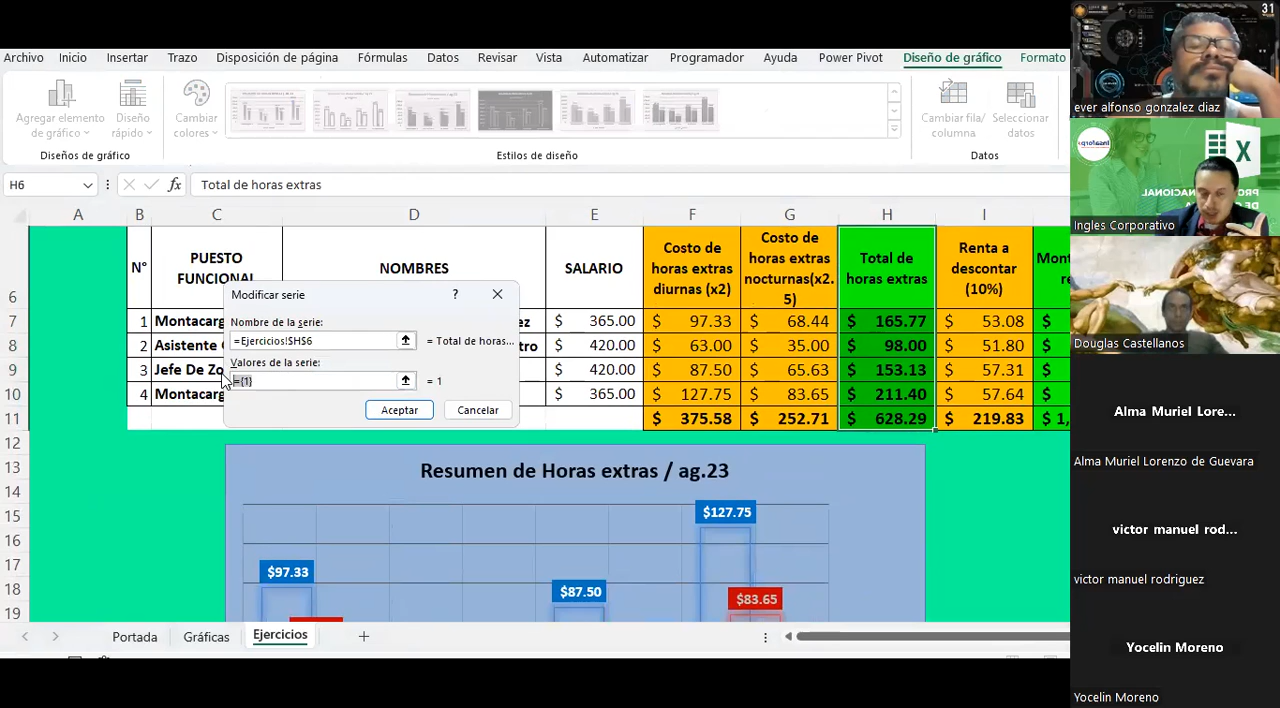 Archivo Inicio Insertar Trazo Disposición de página Fórmulas Datos Revisar Vista Automatizar Programador Ayuda Power Pivot Diseño de gráfico Formato
Agregar elemento de gráfico
Diseño rápido
Cambiar colores
Cambiar fila/ columna
Seleccionar datos
Diseños de gráfico
Estilos de diseño
Datos
H6
fx
Total de horas extras
A B C D E F G H I
6
N°
PUESTO
FUNCIONAL
NOMBRES
SALARIO
Costo de
horas extras
diurnas (x2)
Costo de
horas extras
nocturnas(x2.
5)
Total de
horas extras
Renta a
descontar
(10%)
7 1 Montacarg ez $ 365.00 $ 97.33 $ 68.44 $ 165.77 $ 53.08 $
8 2 Asistente tro $ 420.00 $ 63.00 $ 35.00 $ 98.00 $ 51.80 $
9 3 Jefe De Zo $ 420.00 $ 87.50 $ 65.63 $ 153.13 $ 57.31 $
10 4 Montacarg $ 365.00 $ 127.75 $ 83.65 $ 211.40 $ 57.64 $
11 $ 375.58 $ 252.71 $ 628.29 $ 219.83 $ 1,
Modificar serie ?
Nombre de la serie:
=Ejercicios!$H$6 = Total de horas...
Valores de la serie:
={1} = 1
Aceptar Cancelar
12
13
14
15
16
17
18
19
Resumen de Horas extras / ag.23
$127.75
$97.33
$87.50
$83.65
Portada Gráficas Ejercicios
31
ever alfonso gonzalez diaz
Insaforp
Ingles Corporativo
Douglas Castellanos
Alma Muriel Lore...
Alma Muriel Lorenzo de Guevara
victor manuel rod...
victor manuel rodriguez
Yocelin Moreno
Yocelin Moreno